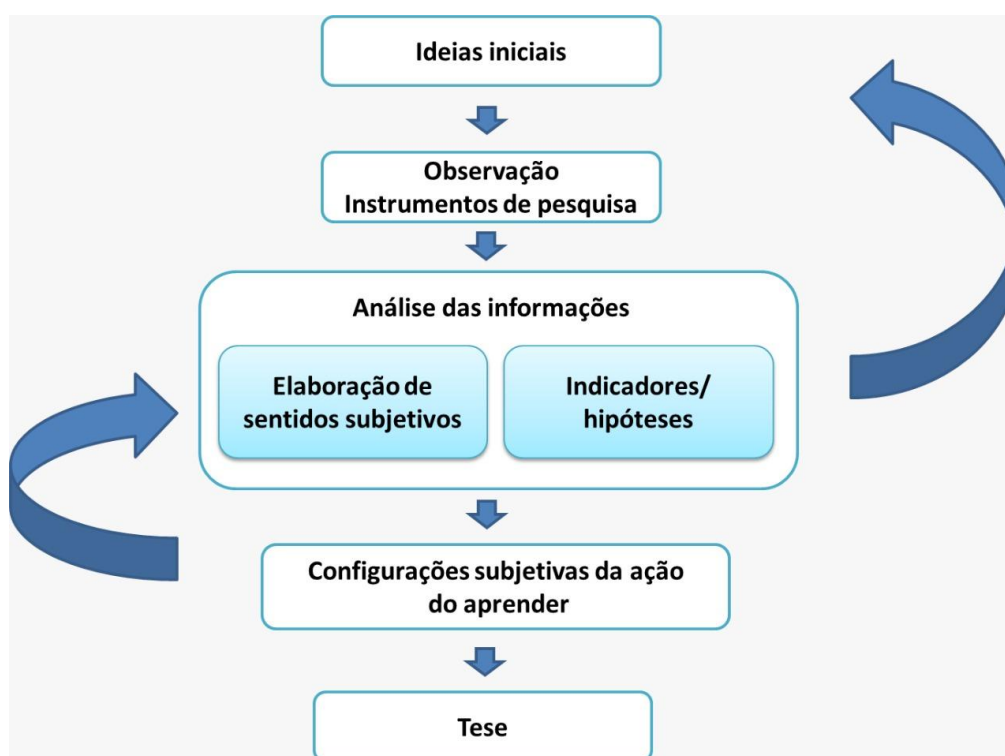 Ideias iniciais
Observação
Instrumentos de pesquisa
Análise das informações
Elaboração de
sentidos subjetivos
Indicadores/
hipóteses
Configurações subjetivas da ação
do aprender
Tese